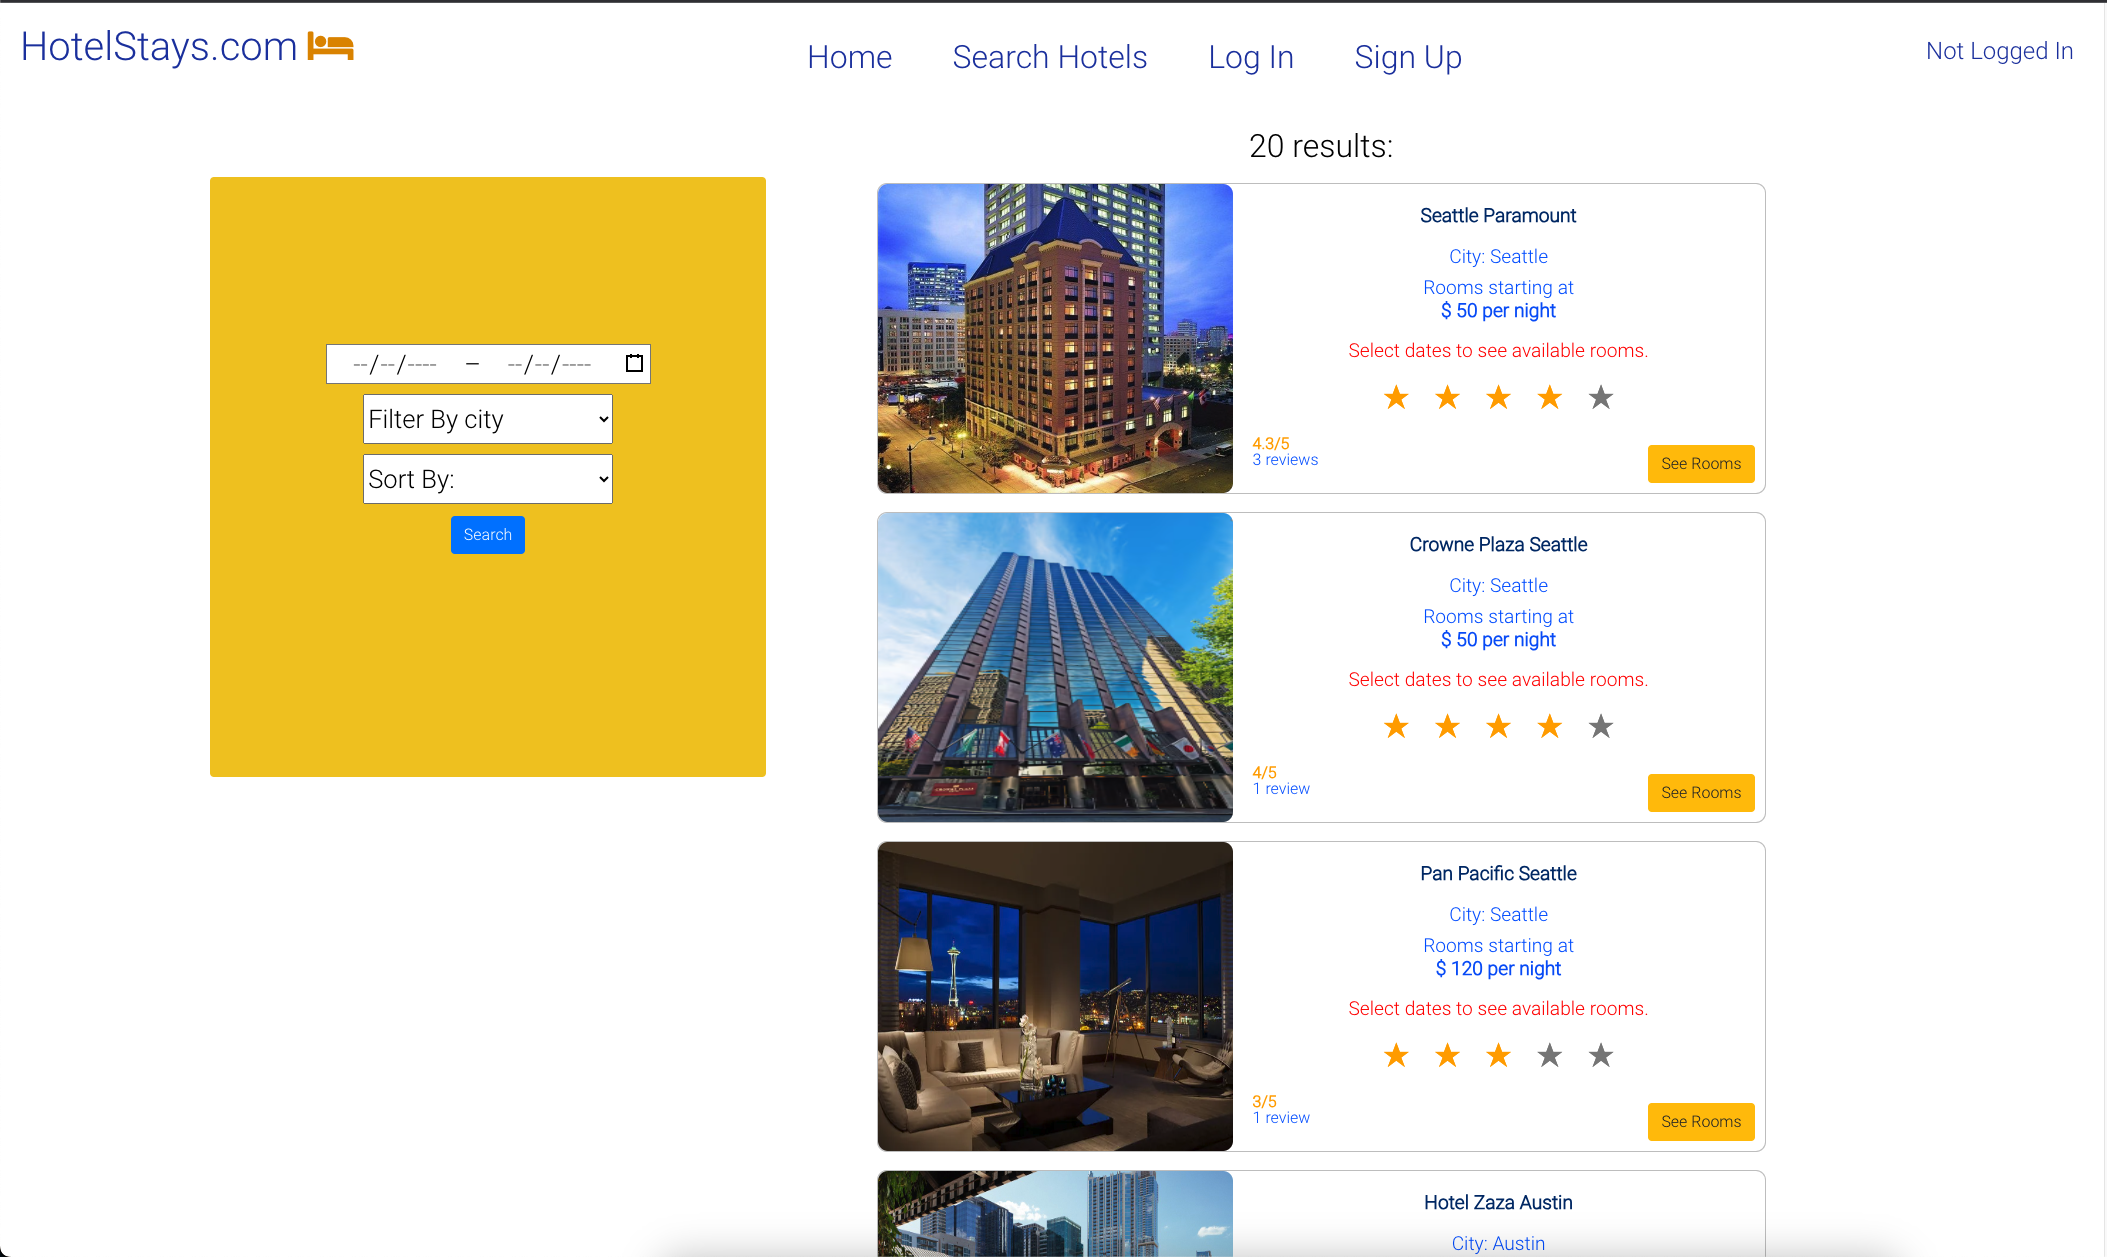 HotelStays.com
Home Search Hotels Log In Sign Up
Not Logged In
20 results:
--/--/---- – --/--/----
Filter By city
Sort By:
Search
Seattle Paramount
City: Seattle
Rooms starting at
$ 50 per night
Select dates to see available rooms.
4.3/5
3 reviews
See Rooms
Crowne Plaza Seattle
City: Seattle
Rooms starting at
$ 50 per night
Select dates to see available rooms.
4/5
1 review
See Rooms
Pan Pacific Seattle
City: Seattle
Rooms starting at
$ 120 per night
Select dates to see available rooms.
3/5
1 review
See Rooms
Hotel Zaza Austin
City: Austin